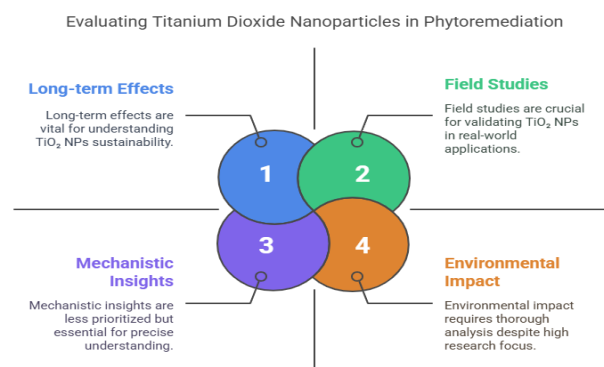 Evaluating Titanium Dioxide Nanoparticles in Phytoremediation
Long-term Effects
Long-term effects are
vital for understanding
TiO₂ NPs sustainability.
Field Studies
Field studies are crucial
for validating TiO₂ NPs
in real-world
applications.
1
2
3
4
Mechanistic
Insights
Mechanistic insights are
less prioritized but
essential for precise
understanding.
Environmental
Impact
Environmental impact
requires thorough
analysis despite high
research focus.